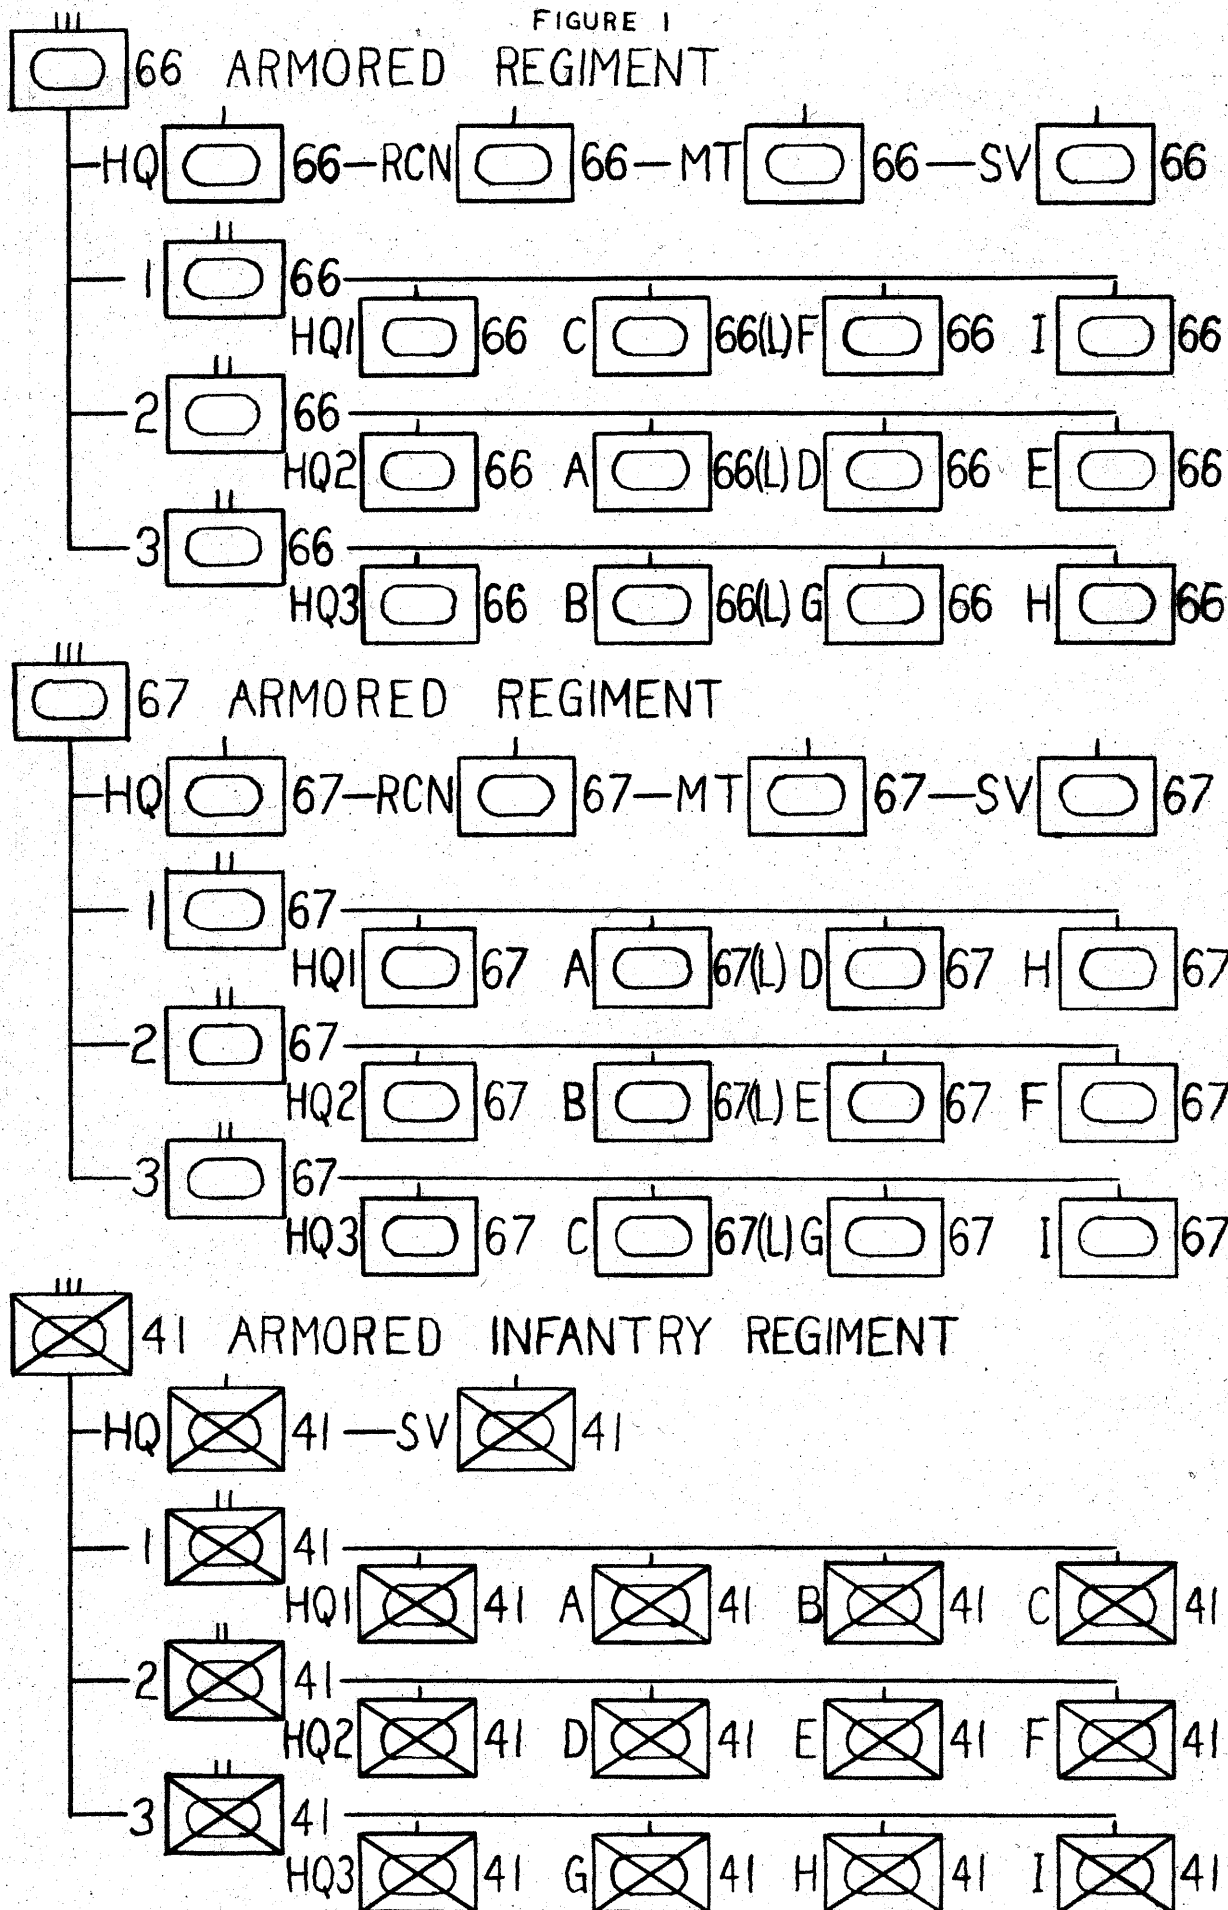 FIGURE 1
66 ARMORED REGIMENT
HQ 66—RCN 66—MT 66—SV 66
1 66
HQ1 66 C 66(L) F 66 I 66
2 66
HQ2 66 A 66(L) D 66 E 66
3 66
HQ3 66 B 66(L) G 66 H 66
67 ARMORED REGIMENT
HQ 67—RCN 67—MT 67—SV 67
1 67
HQ1 67 A 67(L) D 67 H 67
2 67
HQ2 67 B 67(L) E 67 F 67
3 67
HQ3 67 C 67(L) G 67 I 67
41 ARMORED INFANTRY REGIMENT
HQ 41—SV 41
1 41
HQ1 41 A 41 B 41 C 41
2 41
HQ2 41 D 41 E 41 F 41
3 41
HQ3 41 G 41 H 41 I 41